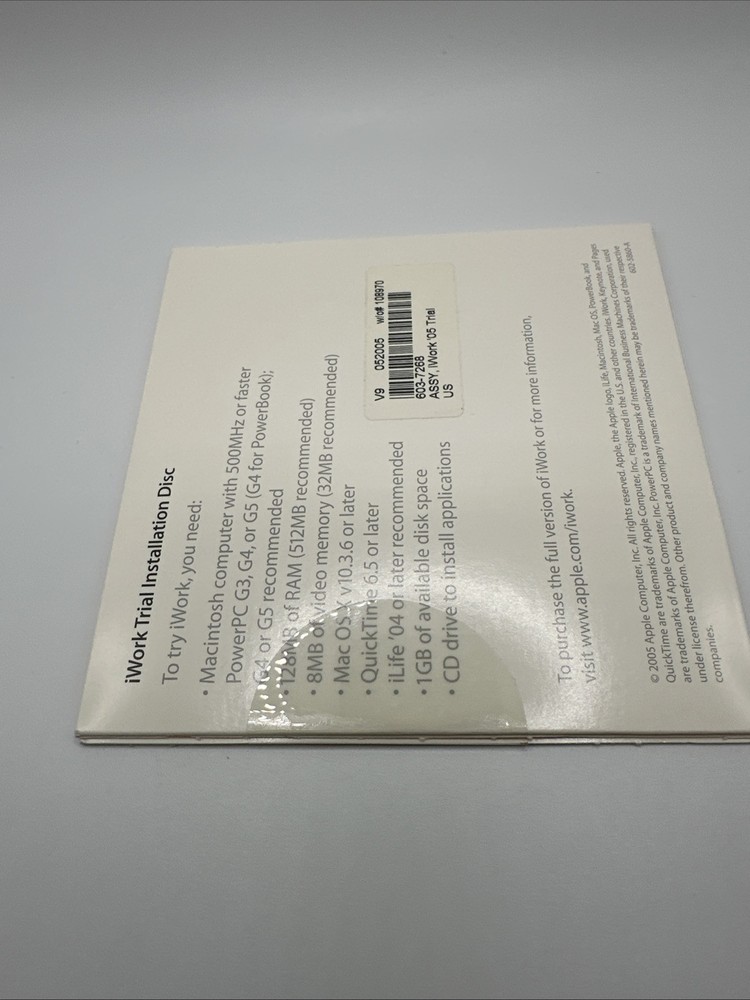 iWork Trial Installation Disc
To try iWork, you need:
• Macintosh computer with 500MHz or faster
PowerPC G3, G4, or G5 (G4 for PowerBook);
G4 or G5 recommended
• 128MB of RAM (512MB recommended)
• 8MB of video memory (32MB recommended)
• Mac OS X v10.3.6 or later
• QuickTime 6.5 or later
• iLife '04 or later recommended
• 1GB of available disk space
• CD drive to install applications
V9 052005 w/o# 108970
603-7268
ASSY, iWork '05 Trial
US
To purchase the full version of iWork or for more information,
visit www.apple.com/iwork.
© 2005 Apple Computer, Inc. All rights reserved. Apple, the Apple logo, iLife, Macintosh, Mac OS, PowerBook, and
QuickTime are trademarks of Apple Computer, Inc., registered in the U.S. and other countries. iWork, Keynote, and Pages
are trademarks of Apple Computer, Inc. PowerPC is a trademark of International Business Machines Corporation, used
under license therefrom. Other product and company names mentioned herein may be trademarks of their respective
companies.
602-5860-A